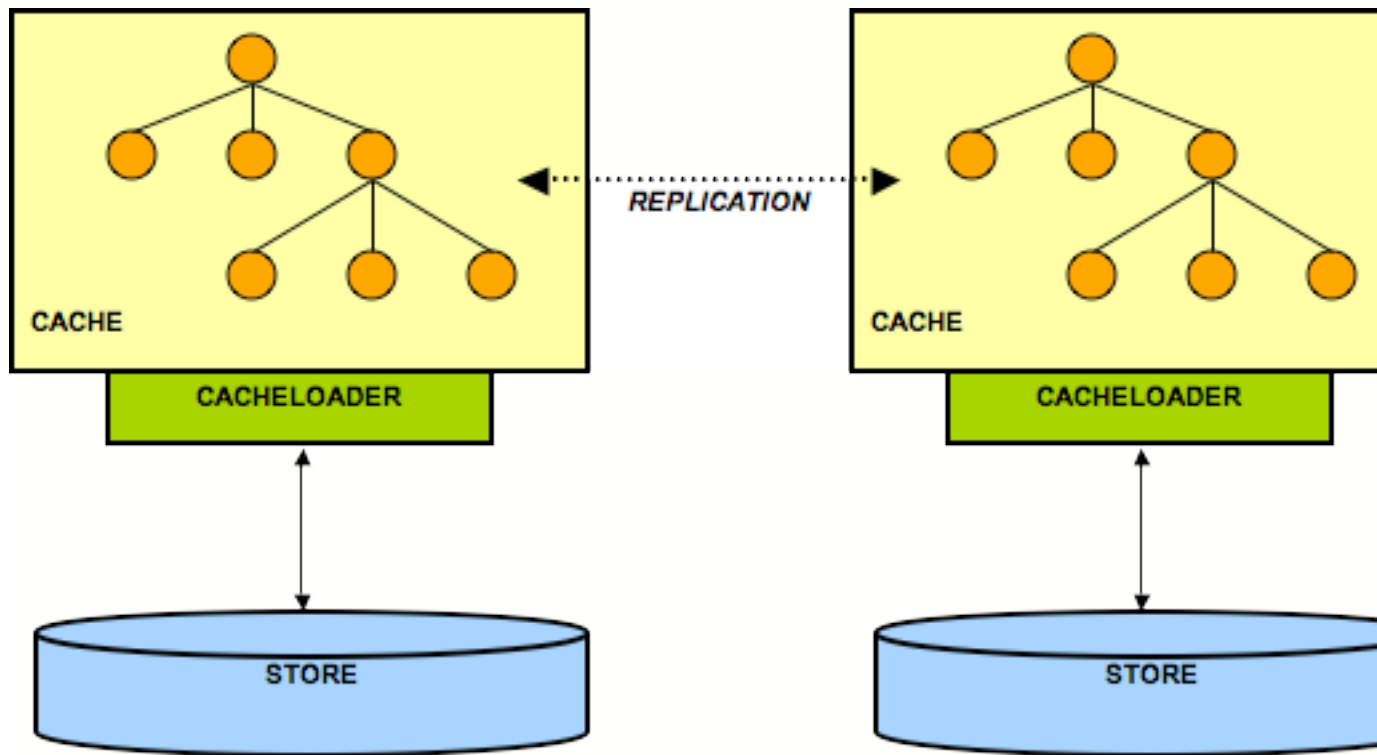 REPLICATION
CACHE
CACHE
CACHELOADER
CACHELOADER
STORE
STORE